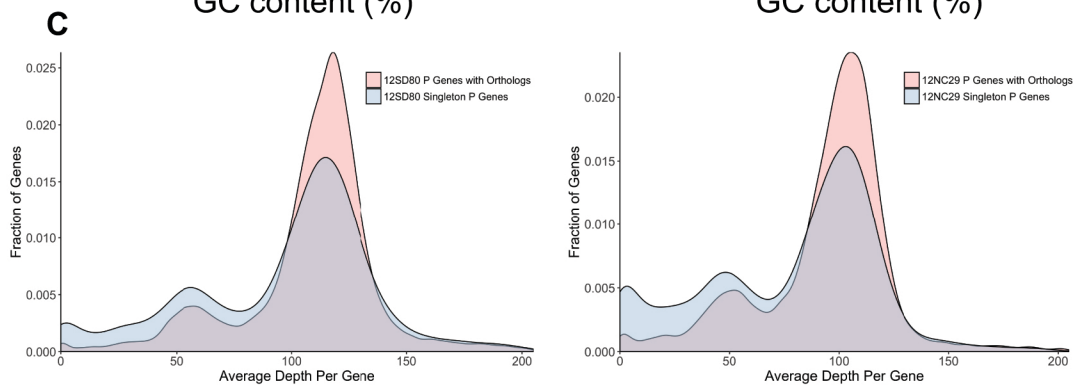 GC content (%)
GC content (%)
C
12SD80 P Genes with Orthologs
12SD80 Singleton P Genes
Fraction of Genes
0.025
0.020
0.015
0.010
0.005
0.000
0
50
100
150
200
Average Depth Per Gene
12NC29 P Genes with Orthologs
12NC29 Singleton P Genes
Fraction of Genes
0.020
0.015
0.010
0.005
0.000
0
50
100
150
200
Average Depth Per Gene